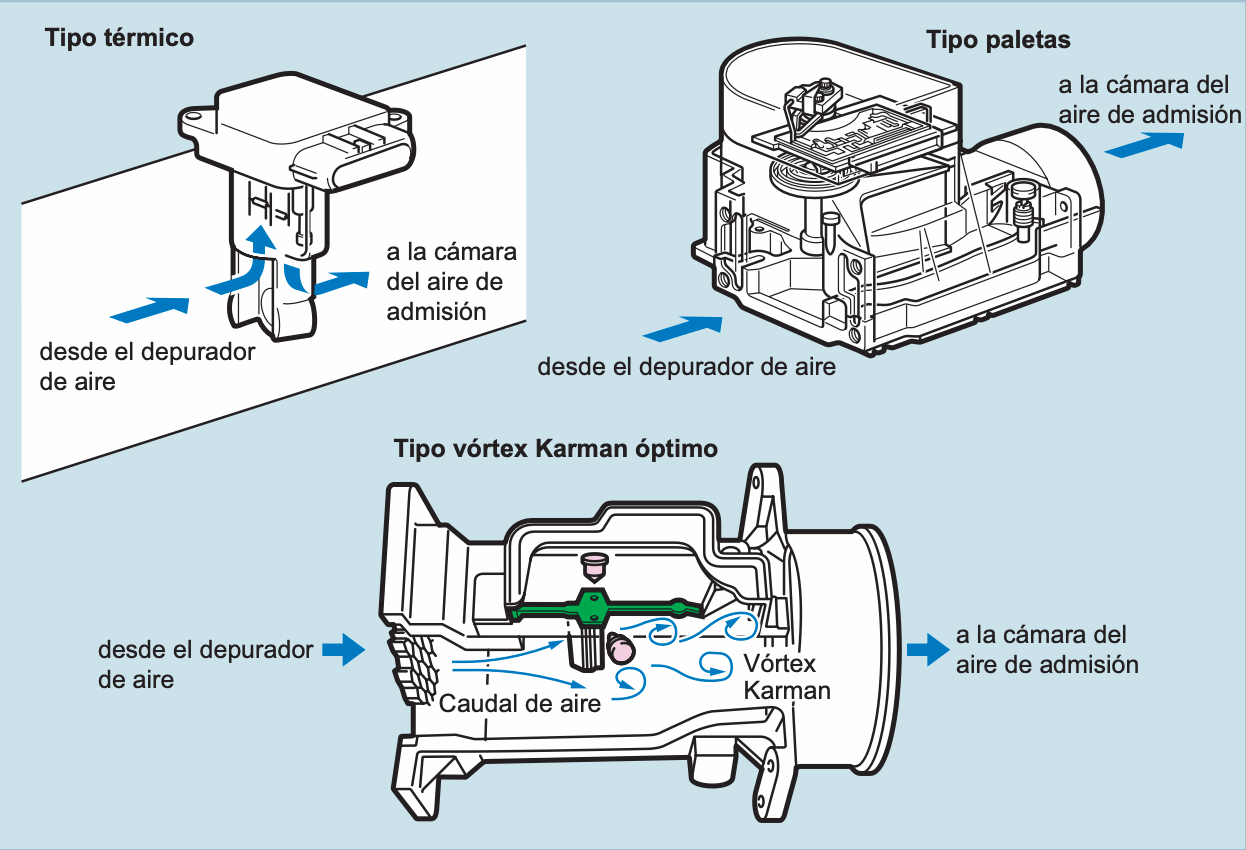 Tipo térmico
a la cámara
del aire de
admisión
desde el depurador
de aire
Tipo paletas
a la cámara del
aire de admisión
desde el depurador de aire
Tipo vórtex Karman óptimo
desde el depurador
de aire
Caudal de aire
Vórtex
Karman
a la cámara del
aire de admisión